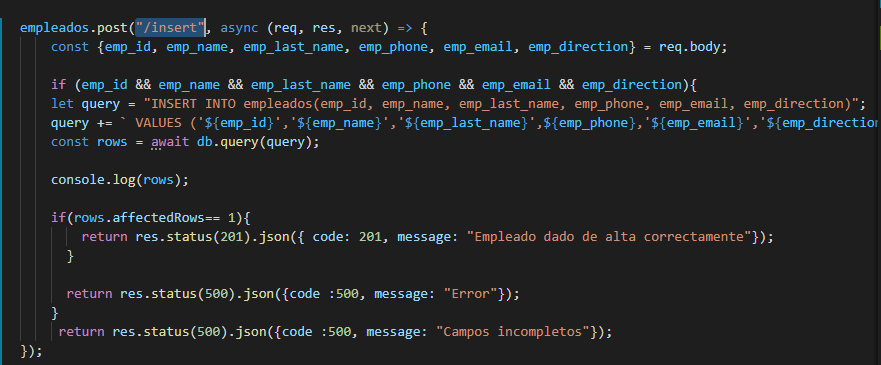 empleados.post("/insert", async (req, res, next) => {
const {emp_id, emp_name, emp_last_name, emp_phone, emp_email, emp_direction} = req.body;
if (emp_id && emp_name && emp_last_name && emp_phone && emp_email && emp_direction){
let query = "INSERT INTO empleados(emp_id, emp_name, emp_last_name, emp_phone, emp_email, emp_direction)";
query += ` VALUES ('${emp_id}','${emp_name}','${emp_last_name}',${emp_phone},'${emp_email}','${emp_direction
const rows = await db.query(query);
console.log(rows);
if(rows.affectedRows== 1){
return res.status(201).json({ code: 201, message: "Empleado dado de alta correctamente"});
}
return res.status(500).json({code :500, message: "Error"});
}
return res.status(500).json({code :500, message: "Campos incompletos"});
});